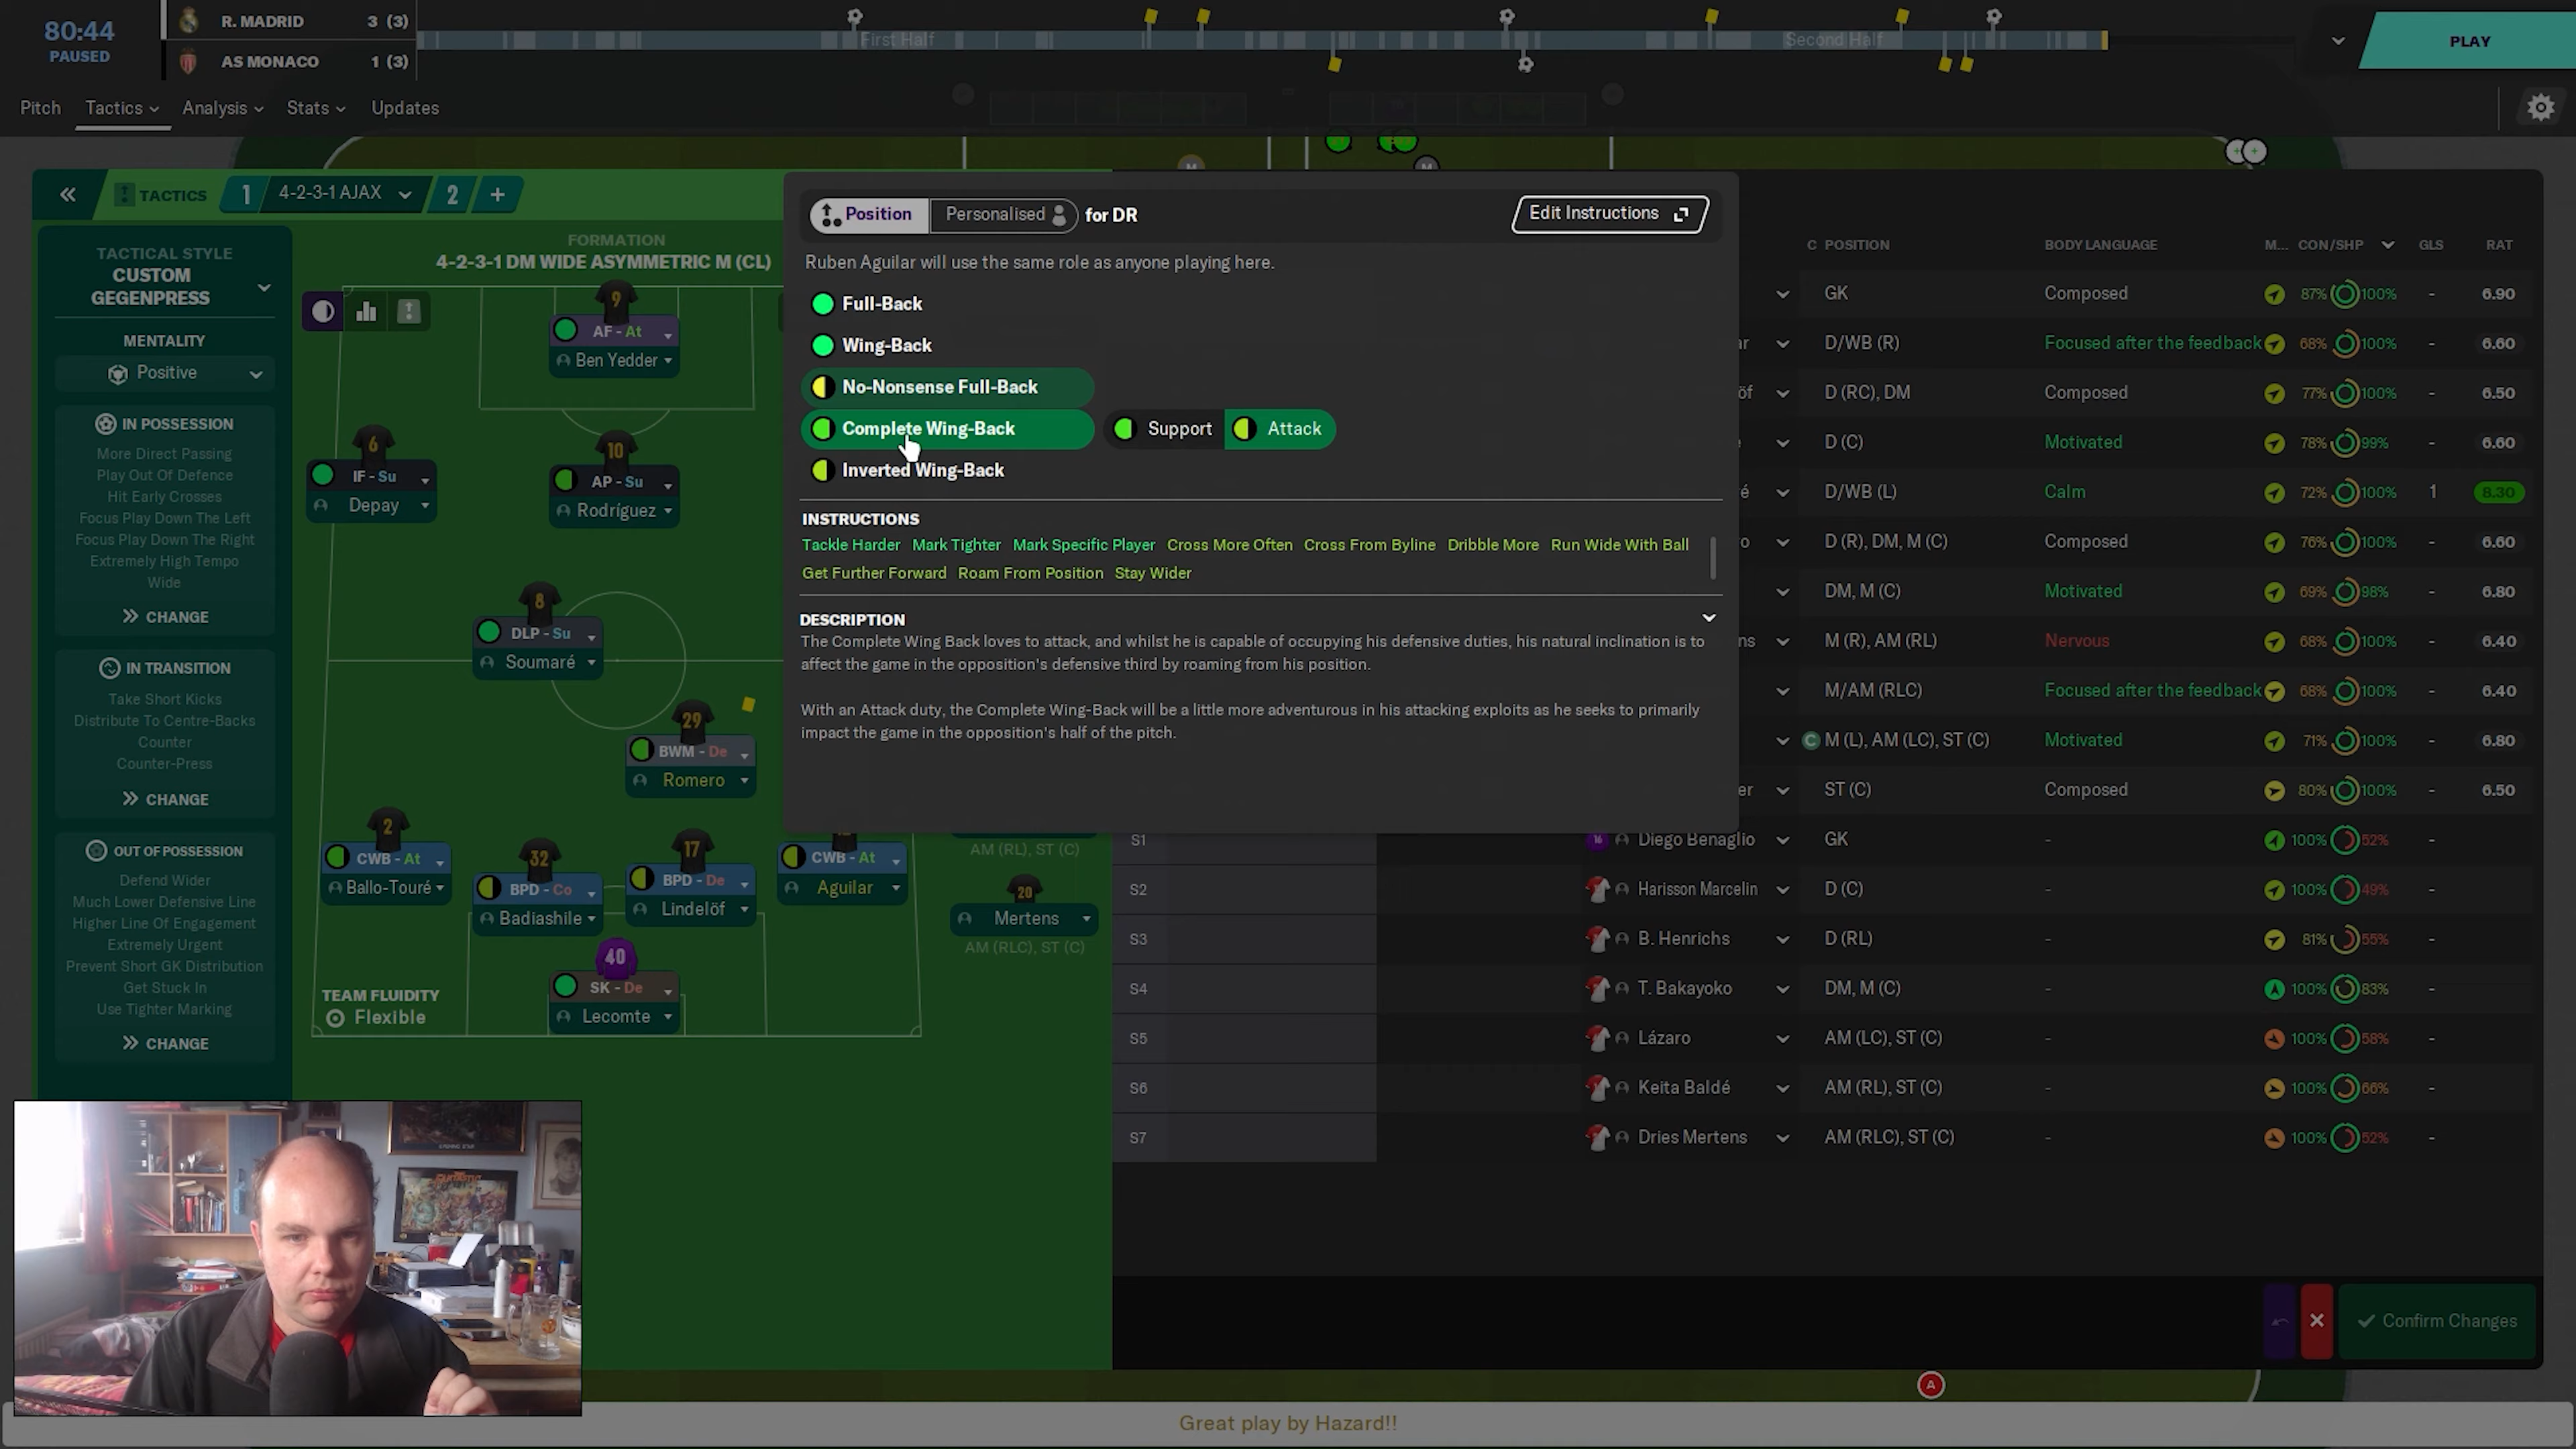 80:44
PAUSED
R. MADRID 3 (3)
AS MONACO 1 (3)
First Half
Second Half
PLAY
Pitch Tactics Analysis Stats Updates
TACTICS 1 4-2-3-1 AJAX 2 +
TACTICAL STYLE
CUSTOM
GEGENPRESS
MENTALITY
Positive
IN POSSESSION
More Direct Passing
Play Out Of Defence
Hit Early Crosses
Focus Play Down The Left
Focus Play Down The Right
Extremely High Tempo
Wide
CHANGE
IN TRANSITION
Take Short Kicks
Distribute To Centre-Backs
Counter
Counter-Press
CHANGE
OUT OF POSSESSION
Defend Wider
Much Lower Defensive Line
Higher Line Of Engagement
Extremely Urgent
Prevent Short GK Distribution
Get Stuck In
Use Tighter Marking
CHANGE
FORMATION
4-2-3-1 DM WIDE ASYMMETRIC M (CL)
9
AF - At
Ben Yedder
6
IF - Su
Depay
10
AP - Su
Rodríguez
8
DLP - Su
Soumaré
29
BWM - De
Romero
2
CWB - At
Ballo-Touré
32
BPD - Co
Badiashile
17
BPD - De
Lindelöf
CWB - At
Aguilar
40
SK - De
Lecomte
TEAM FLUIDITY
Flexible
AM (RL), ST (C)
20
Mertens
AM (RLC), ST (C)
Position Personalised for DR
Edit Instructions
Ruben Aguilar will use the same role as anyone playing here.
Full-Back
Wing-Back
No-Nonsense Full-Back
Complete Wing-Back Support Attack
Inverted Wing-Back
INSTRUCTIONS
Tackle Harder Mark Tighter Mark Specific Player Cross More Often Cross From Byline Dribble More Run Wide With Ball
Get Further Forward Roam From Position Stay Wider
DESCRIPTION
The Complete Wing Back loves to attack, and whilst he is capable of occupying his defensive duties, his natural inclination is to
affect the game in the opposition's defensive third by roaming from his position.
With an Attack duty, the Complete Wing-Back will be a little more adventurous in his attacking exploits as he seeks to primarily
impact the game in the opposition's half of the pitch.
C POSITION BODY LANGUAGE M... CON/SHP GLS RAT
GK Composed 87% 100% - 6.90
ar D/WB (R) Focused after the feedback 68% 100% - 6.60
öf D (RC), DM Composed 77% 100% - 6.50
D (C) Motivated 78% 99% - 6.60
é D/WB (L) Calm 72% 100% 1 8.30
o D (R), DM, M (C) Composed 76% 100% - 6.60
DM, M (C) Motivated 69% 98% - 6.80
ns M (R), AM (RL) Nervous 68% 100% - 6.40
M/AM (RLC) Focused after the feedback 68% 100% - 6.40
C M (L), AM (LC), ST (C) Motivated 71% 100% - 6.80
er ST (C) Composed 80% 100% - 6.50
S1 16 Diego Benaglio GK - 100% 52% -
S2 Harisson Marcelin D (C) - 100% 49% -
S3 B. Henrichs D (RL) - 81% 55% -
S4 T. Bakayoko DM, M (C) - 100% 83% -
S5 Lázaro AM (LC), ST (C) - 100% 58% -
S6 Keita Baldé AM (RL), ST (C) - 100% 66% -
S7 Dries Mertens AM (RLC), ST (C) - 100% 52% -
Confirm Changes
A
Great play by Hazard!!